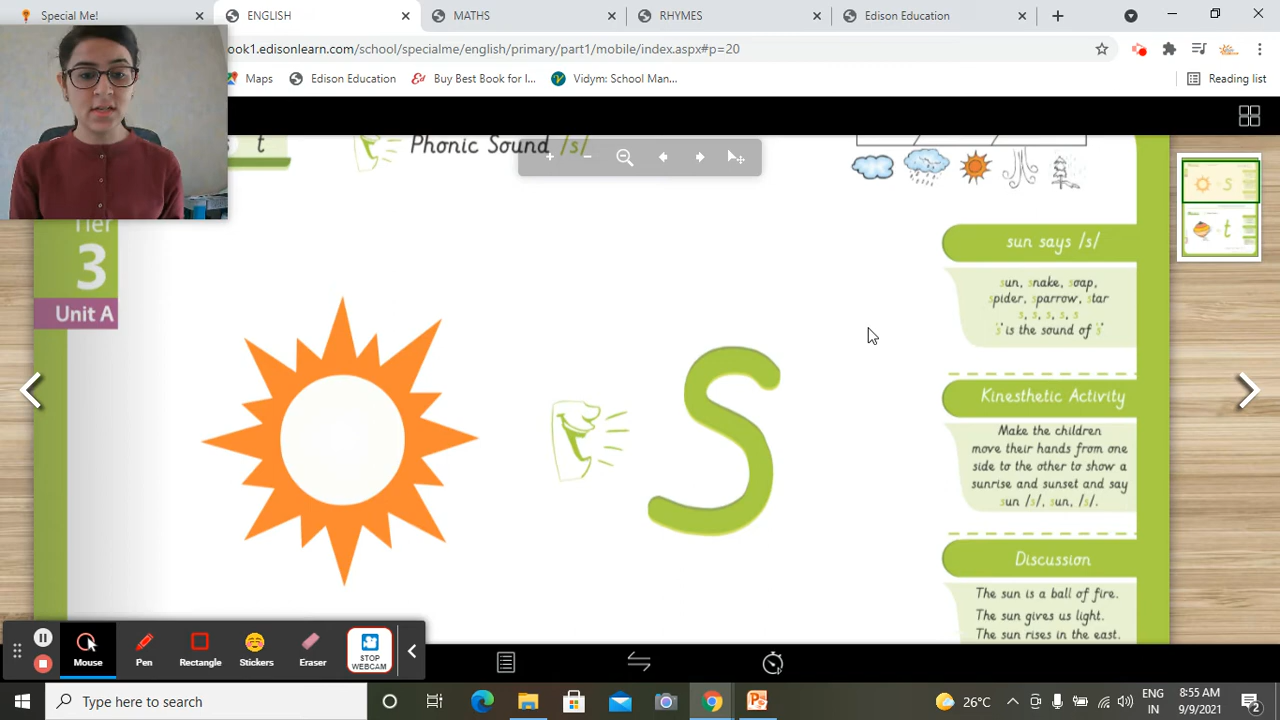 Special Me!
ENGLISH
MATHS
RHYMES
Edison Education
ook1.edisonlearn.com/school/specialme/english/primary/part1/mobile/index.aspx#p=20
Maps
Edison Education
Buy Best Book for I...
Vidym: School Man...
Reading list
t
Phonic Sound /s/
Tier
3
Unit A
s
sun says /s/
sun, snake, soap,
spider, sparrow, star
s, s, s, s, s
's' is the sound of 's'
Kinesthetic Activity
Make the children
move their hands from one
side to the other to show a
sunrise and sunset and say
sun /s/, sun, /s/.
Discussion
The sun is a ball of fire.
The sun gives us light.
The sun rises in the east.
s
t
Mouse
Pen
Rectangle
Stickers
Eraser
STOP
WEBCAM
Type here to search
26°C
ENG
IN
8:55 AM
9/9/2021
2